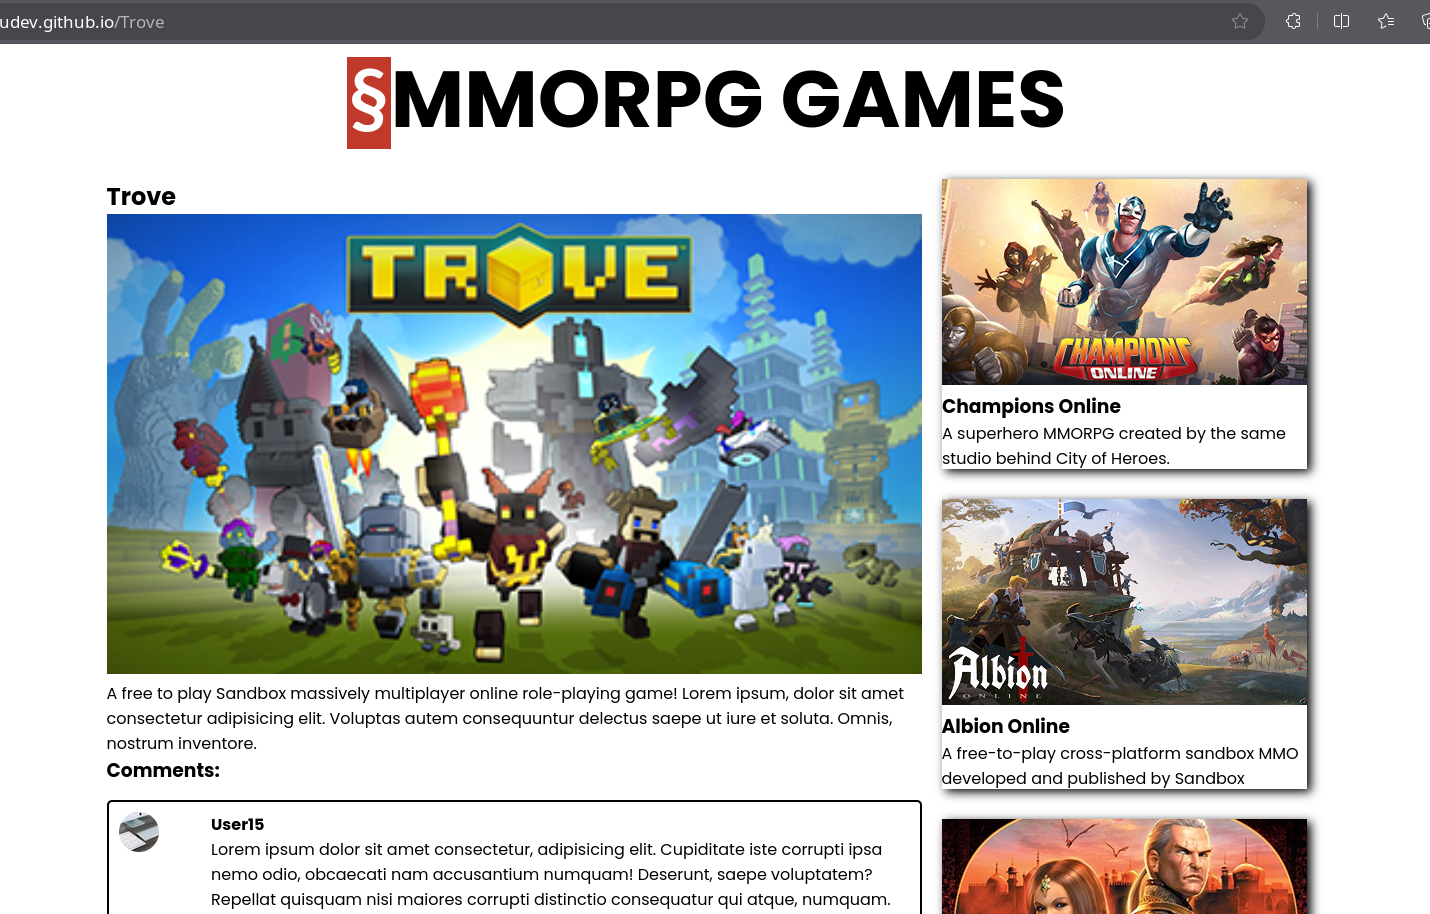 udev.github.io/Trove
§MMORPG GAMES
Trove
TROVE
A free to play Sandbox massively multiplayer online role-playing game! Lorem ipsum, dolor sit amet
consectetur adipisicing elit. Voluptas autem consequuntur delectus saepe ut iure et soluta. Omnis,
nostrum inventore.
Comments:
User15
Lorem ipsum dolor sit amet consectetur, adipisicing elit. Cupiditate iste corrupti ipsa
nemo odio, obcaecati nam accusantium numquam! Deserunt, saepe voluptatem?
Repellat quisquam nisi maiores corrupti distinctio consequatur qui atque, numquam.
CHAMPIONS
ONLINE
Champions Online
A superhero MMORPG created by the same
studio behind City of Heroes.
Albion
ONLINE
Albion Online
A free-to-play cross-platform sandbox MMO
developed and published by Sandbox